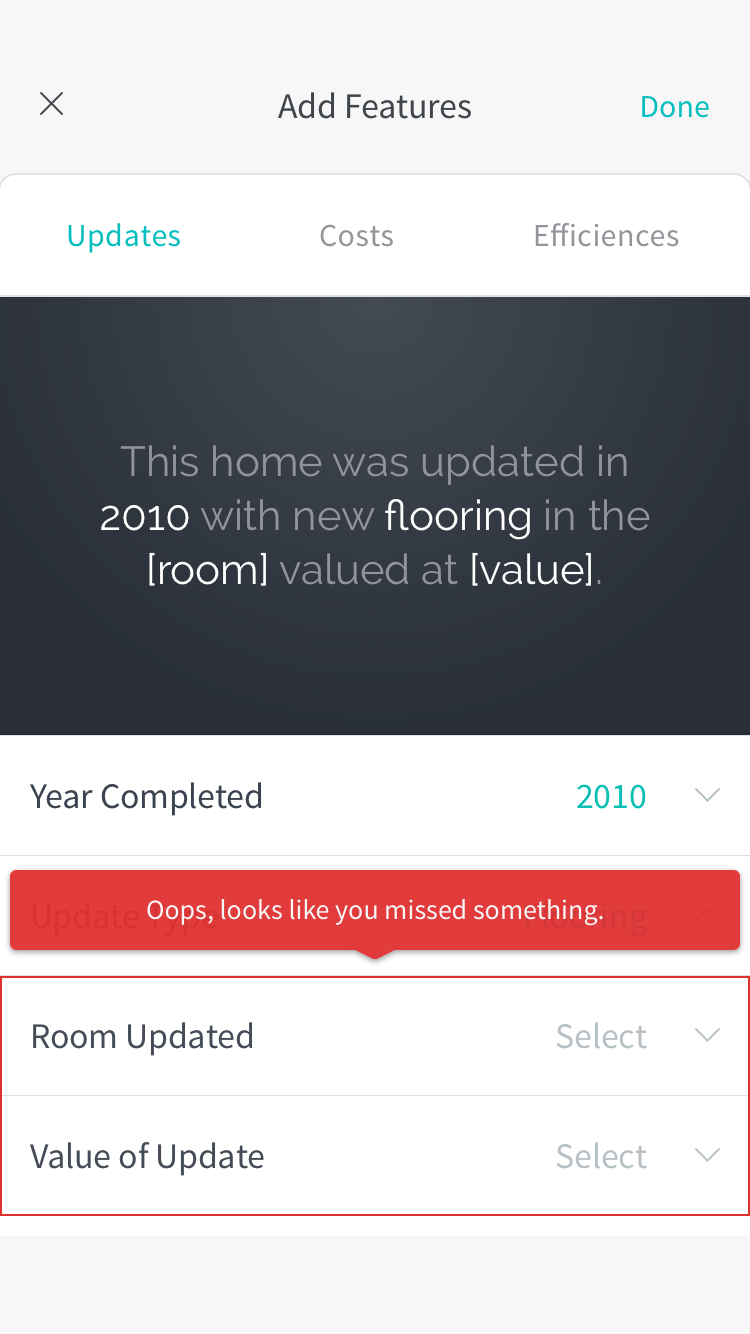 Add Features
Done
Updates
Costs
Efficiences
This home was updated in
2010 with new flooring in the
[room] valued at [value].
Year Completed
2010
Oops, looks like you missed something.
Update Type
Flooring
Room Updated
Select
Value of Update
Select